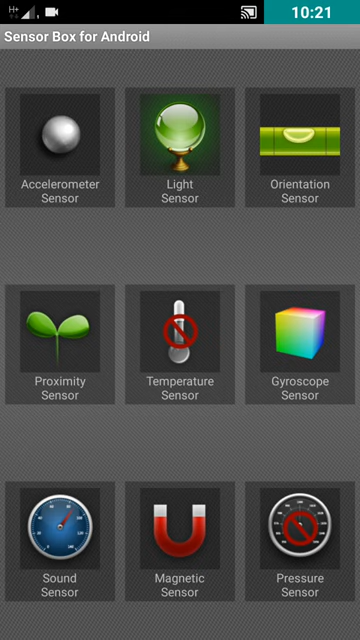 H+ 10:21
Sensor Box for Android
Accelerometer Light Orientation
Sensor Sensor Sensor
Proximity Temperature Gyroscope
Sensor Sensor Sensor
Sound Magnetic Pressure
Sensor Sensor Sensor